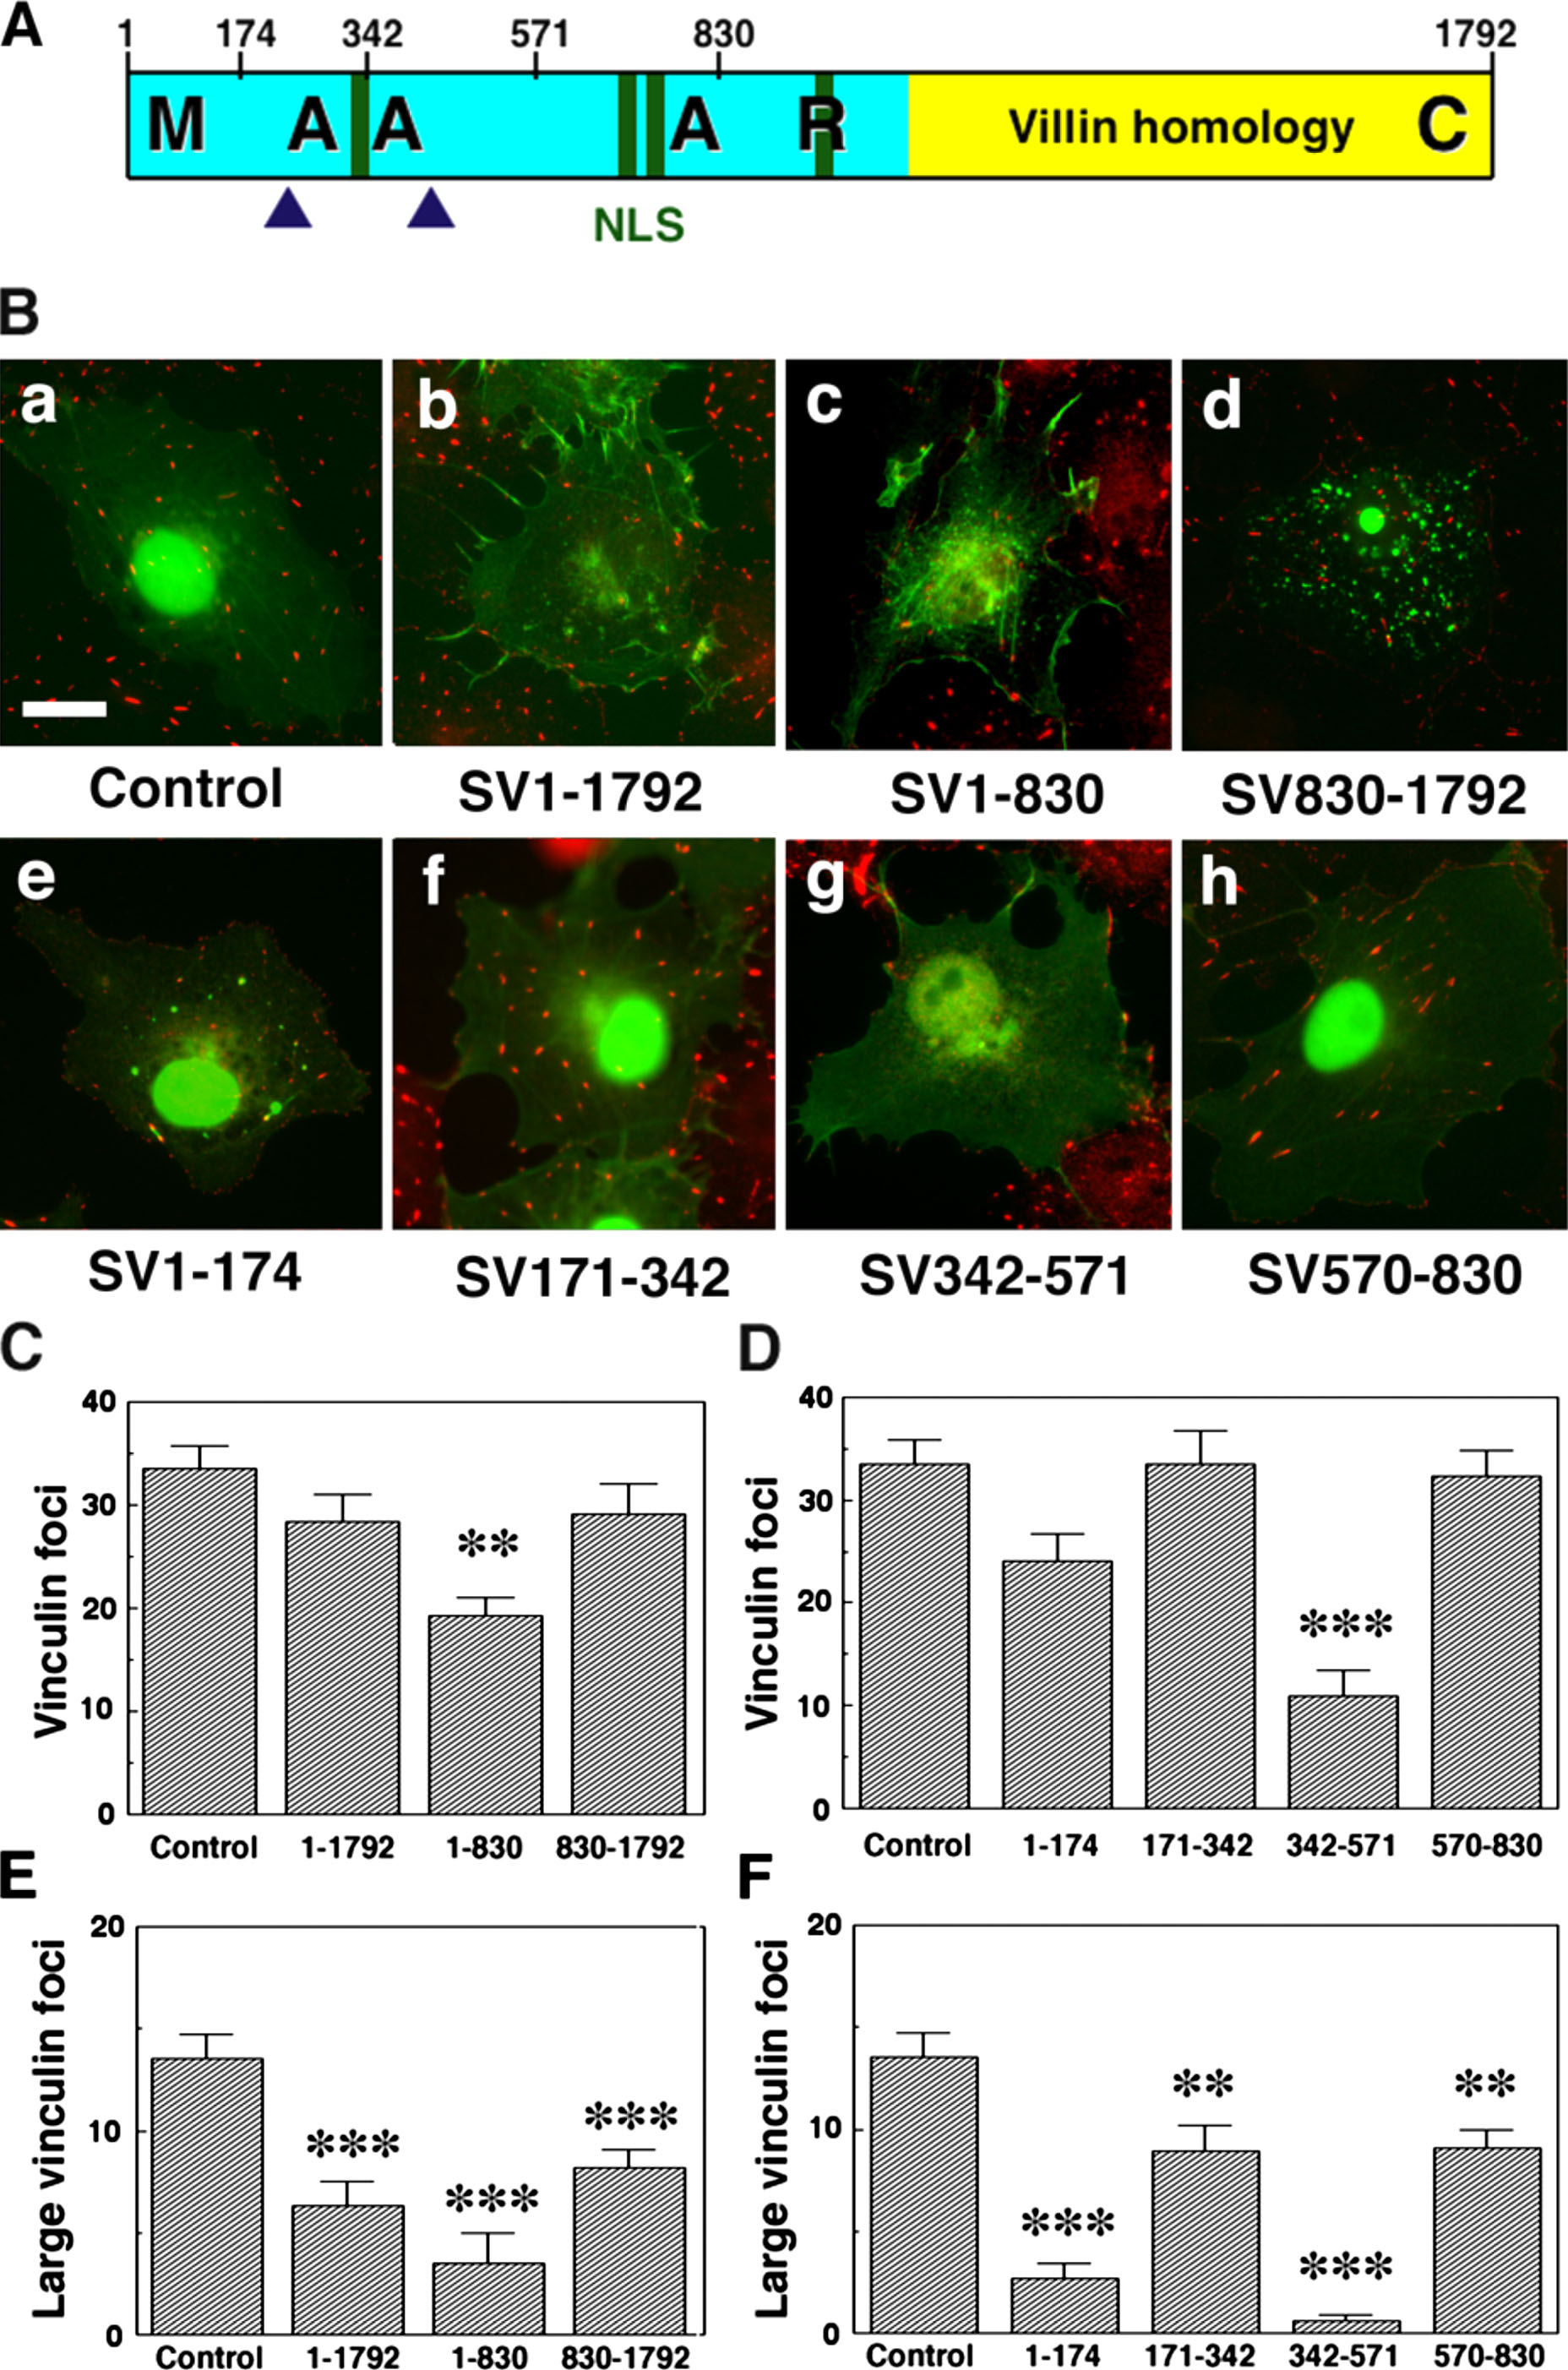 A
1 174 342 571 830 1792
M A A A R Villin homology C
NLS
B
a b c d
Control SV1-1792 SV1-830 SV830-1792
e f g h
SV1-174 SV171-342 SV342-571 SV570-830
C
Vinculin foci
40
30
20
10
0
**
Control 1-1792 1-830 830-1792
D
Vinculin foci
40
30
20
10
0
***
Control 1-174 171-342 342-571 570-830
E
Large vinculin foci
20
10
0
*** *** ***
Control 1-1792 1-830 830-1792
F
Large vinculin foci
20
10
0
*** ** *** **
Control 1-174 171-342 342-571 570-830